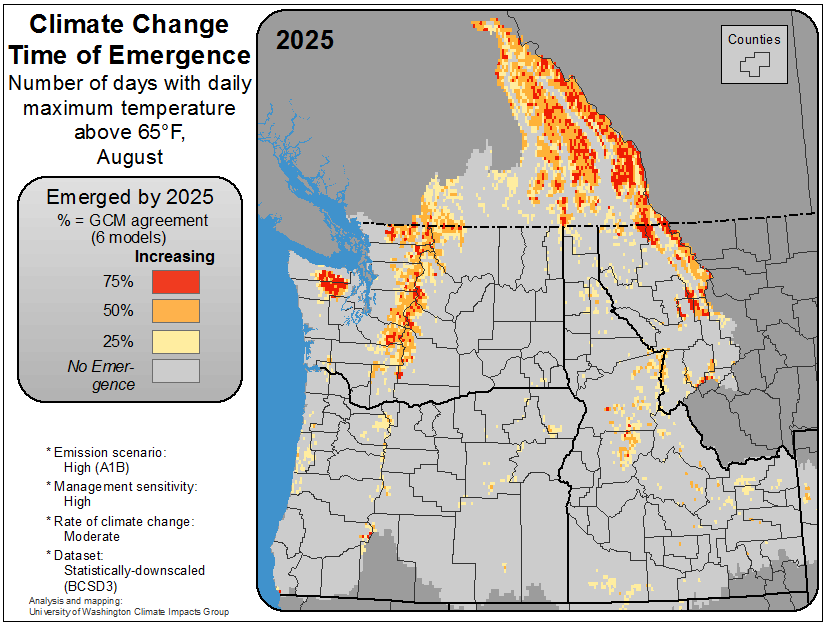 Climate Change
Time of Emergence
Number of days with daily
maximum temperature
above 65°F,
August
Emerged by 2025
% = GCM agreement
(6 models)
Increasing
75%
50%
25%
No Emer-
gence
* Emission scenario:
High (A1B)
* Management sensitivity:
High
* Rate of climate change:
Moderate
* Dataset:
Statistically-downscaled
(BCSD3)
Analysis and mapping:
University of Washington Climate Impacts Group
2025
Counties